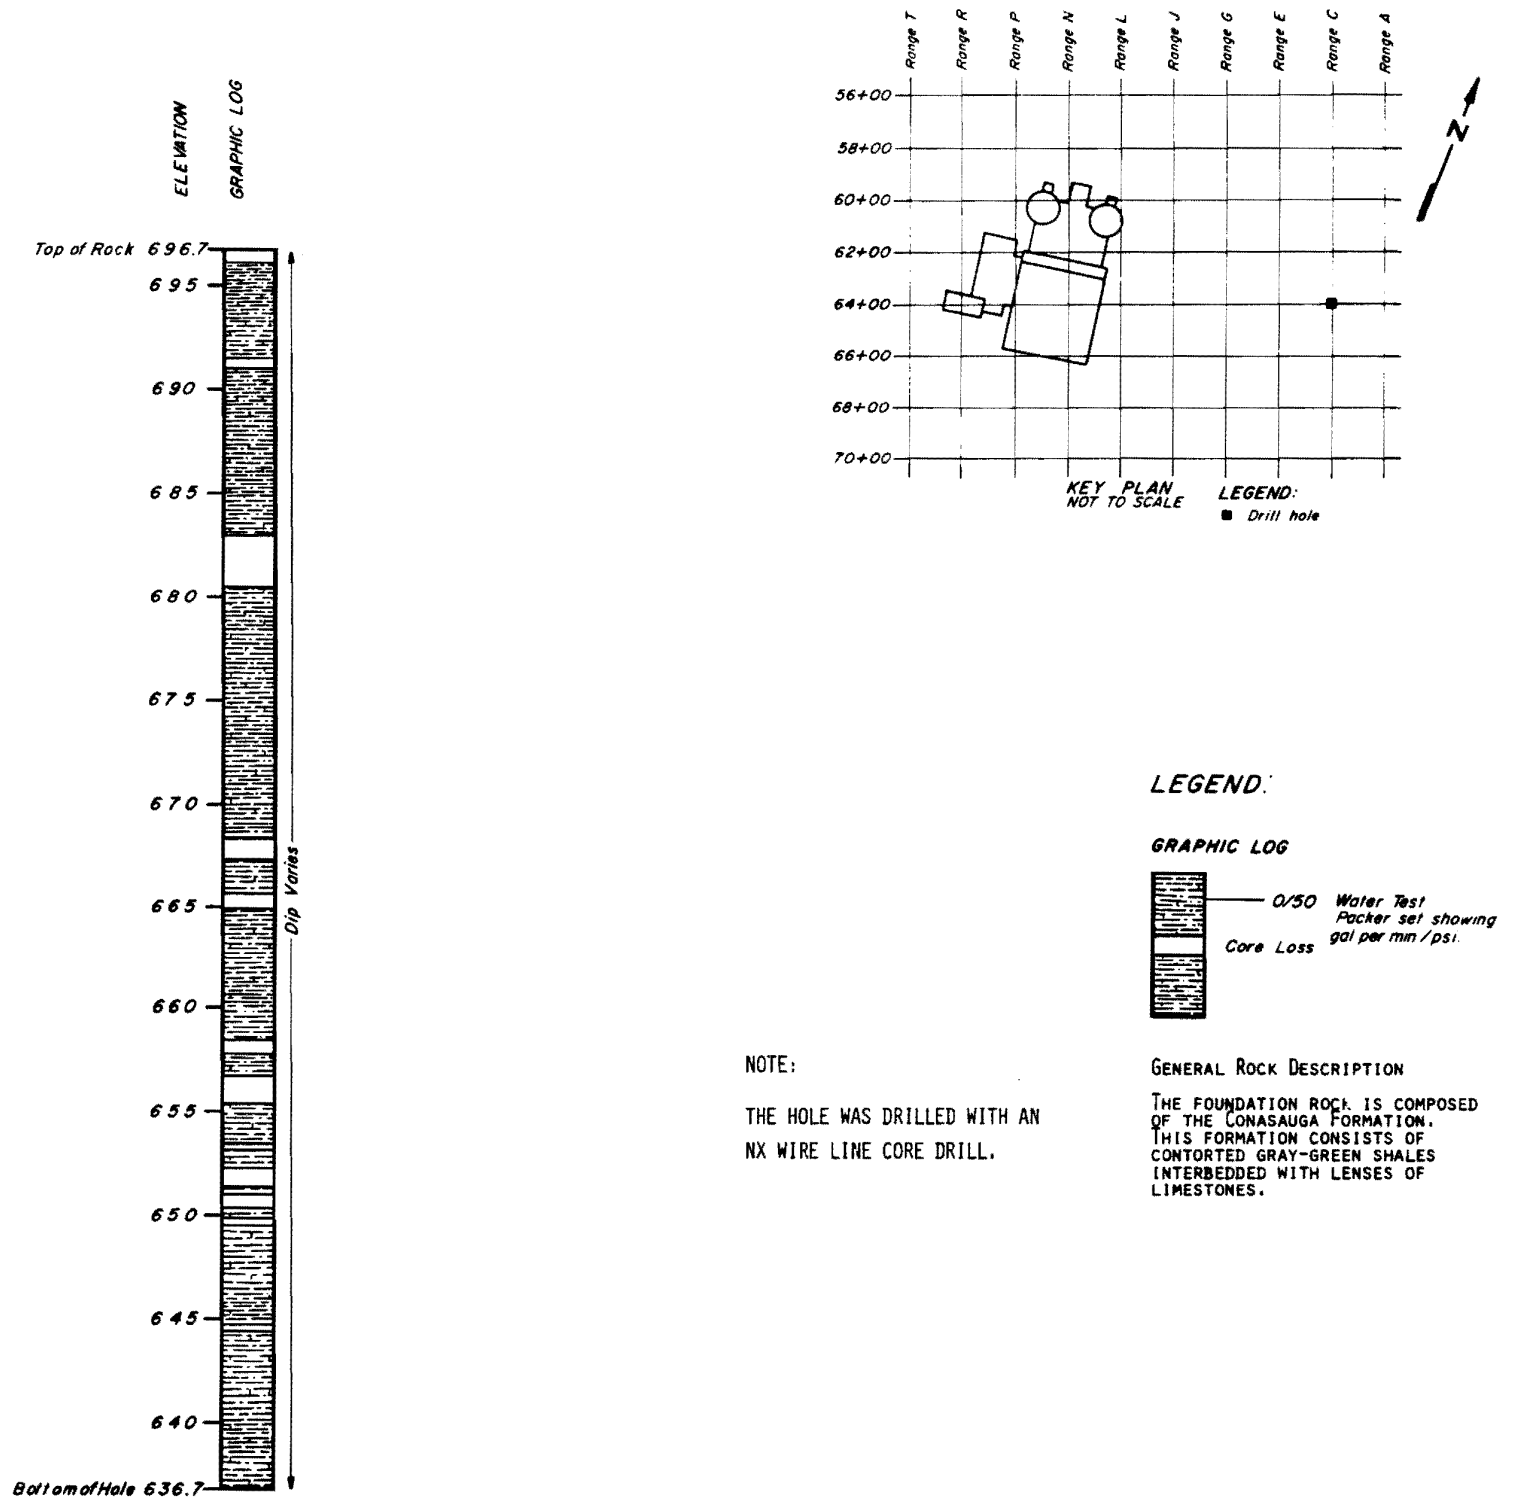 ELEVATION
GRAPHIC LOG
Top of Rock 696.7
695
690
685
680
675
670
665
660
655
650
645
640
Bottom of Hole 636.7
Dip Varies
Range T
Range R
Range P
Range N
Range L
Range J
Range G
Range E
Range C
Range A
56+00
58+00
60+00
62+00
64+00
66+00
68+00
70+00
N
KEY PLAN
NOT TO SCALE
LEGEND:
Drill hole
LEGEND:
GRAPHIC LOG
0/50 Water Test
Packer set showing
gal per min/psi.
Core Loss
NOTE:
THE HOLE WAS DRILLED WITH AN
NX WIRE LINE CORE DRILL.
GENERAL ROCK DESCRIPTION
THE FOUNDATION ROCK IS COMPOSED
OF THE CONASAUGA FORMATION.
THIS FORMATION CONSISTS OF
CONTORTED GRAY-GREEN SHALES
INTERBEDDED WITH LENSES OF
LIMESTONES.